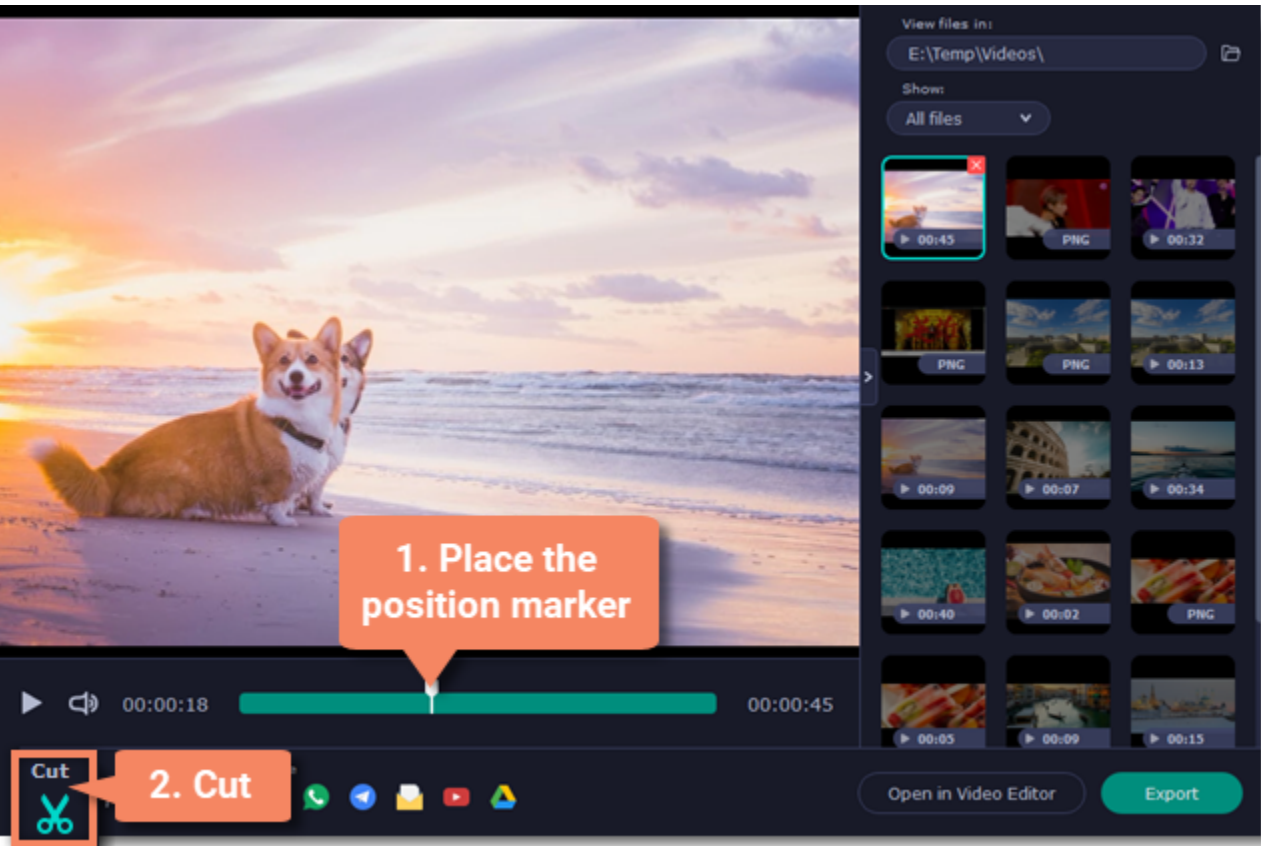 View files in:
E:\Temp\Videos\
Show:
All files
00:45
PNG
00:32
PNG
PNG
00:13
00:09
00:07
00:34
00:40
00:02
PNG
00:05
00:09
00:15
1. Place the
position marker
00:00:18
00:00:45
Cut
2. Cut
Open in Video Editor
Export